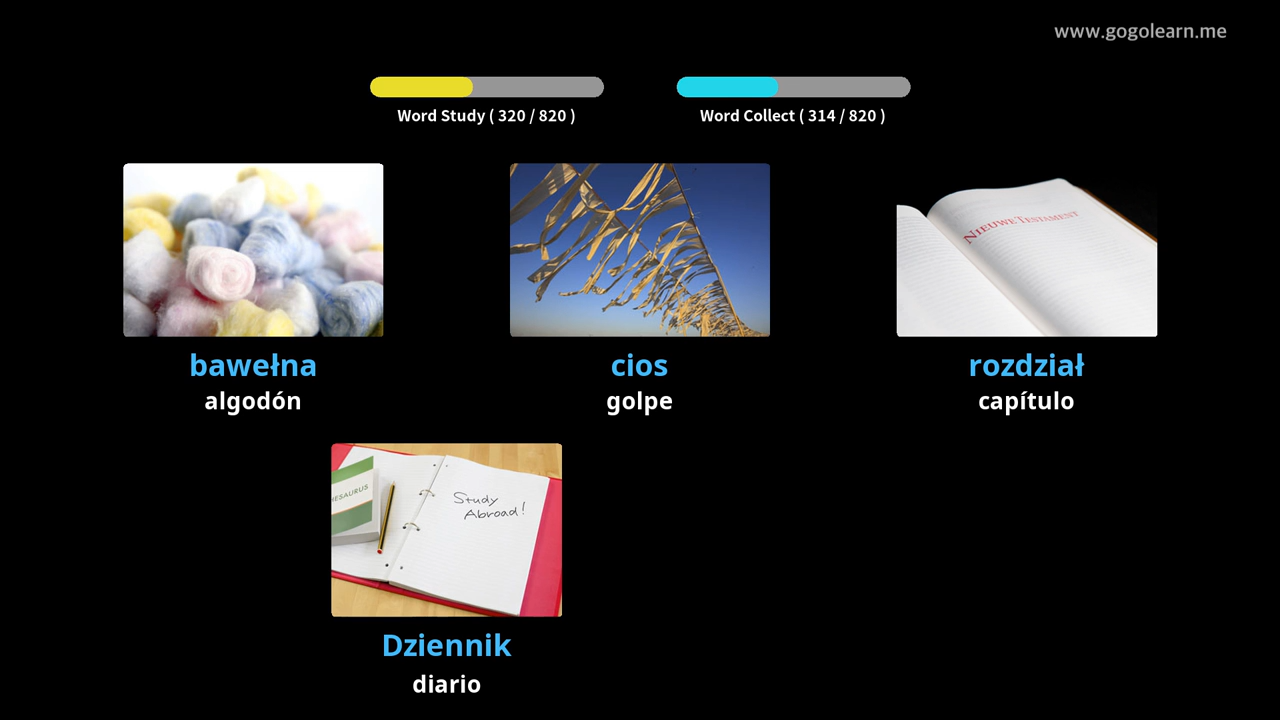 www.gogolearn.me
Word Study ( 320 / 820 )
Word Collect ( 314 / 820 )
NIEUWE TESTAMENT
bawełna
cios
rozdział
algodón
golpe
capítulo
HESAURUS
Study
Abroad!
Dziennik
diario